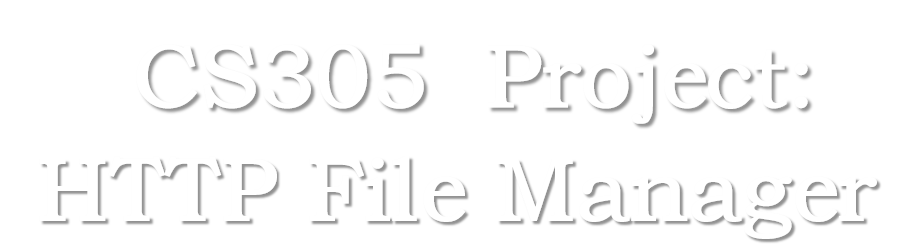 CS305 Project:
HTTP File Manager